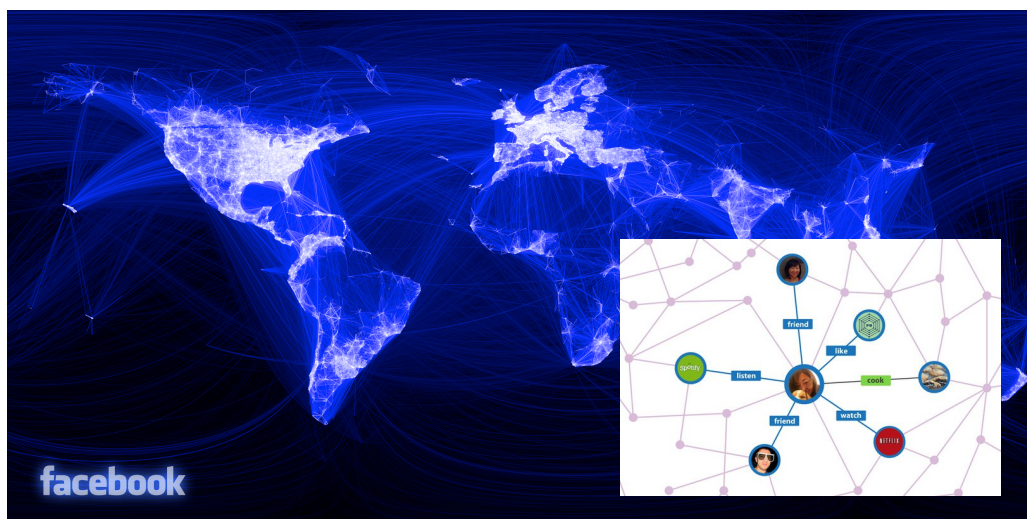 facebook
friend
like
Spotify
listen
cook
friend
watch
NETFLIX